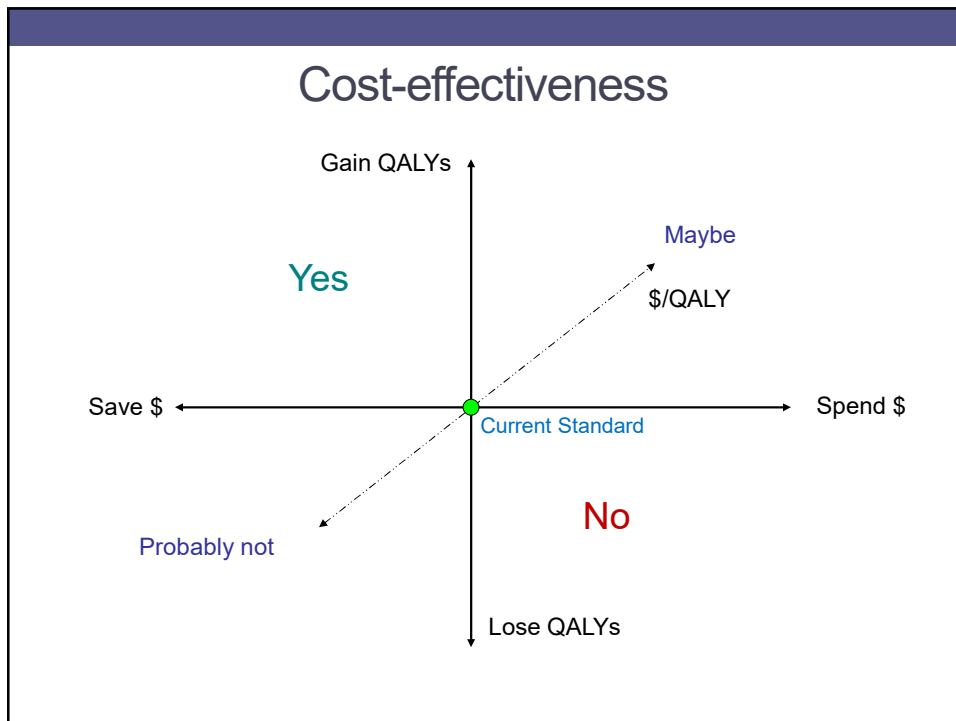 Cost-effectiveness
Gain QALYs
Maybe
Yes
$/QALY
Save $
Spend $
Current Standard
No
Probably not
Lose QALYs